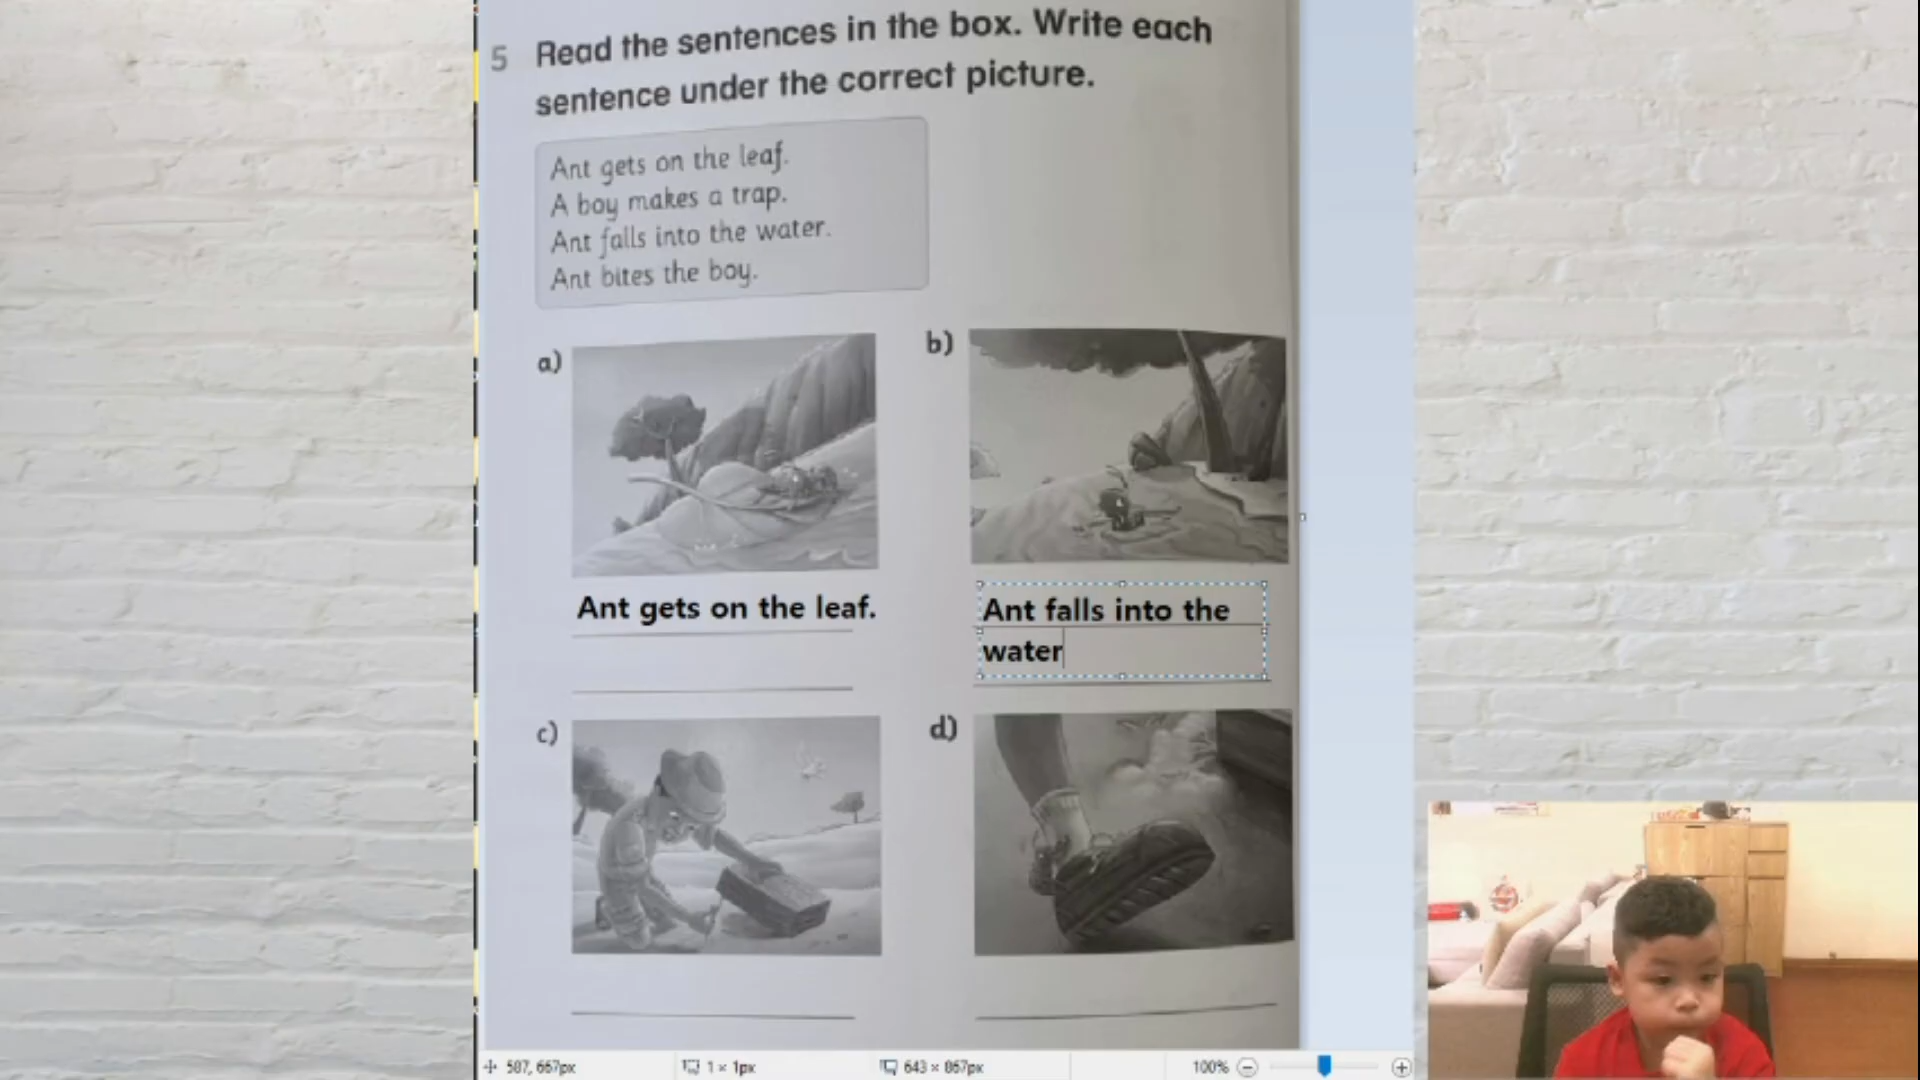 5 Read the sentences in the box. Write each
sentence under the correct picture.
Ant gets on the leaf.
A boy makes a trap.
Ant falls into the water.
Ant bites the boy.
a)
b)
Ant gets on the leaf.
Ant falls into the
water
c)
d)
587, 667px
1 × 1px
643 × 867px
100%